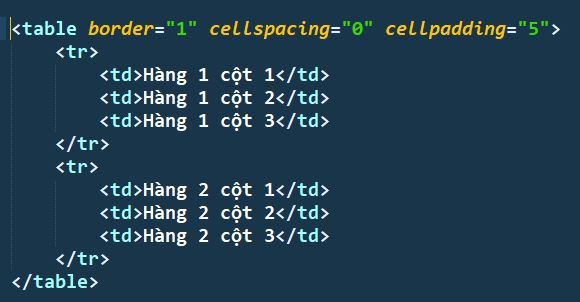 <table border="1" cellspacing="0" cellpadding="5">
<tr>
<td>Hàng 1 cột 1</td>
<td>Hàng 1 cột 2</td>
<td>Hàng 1 cột 3</td>
</tr>
<tr>
<td>Hàng 2 cột 1</td>
<td>Hàng 2 cột 2</td>
<td>Hàng 2 cột 3</td>
</tr>
</table>